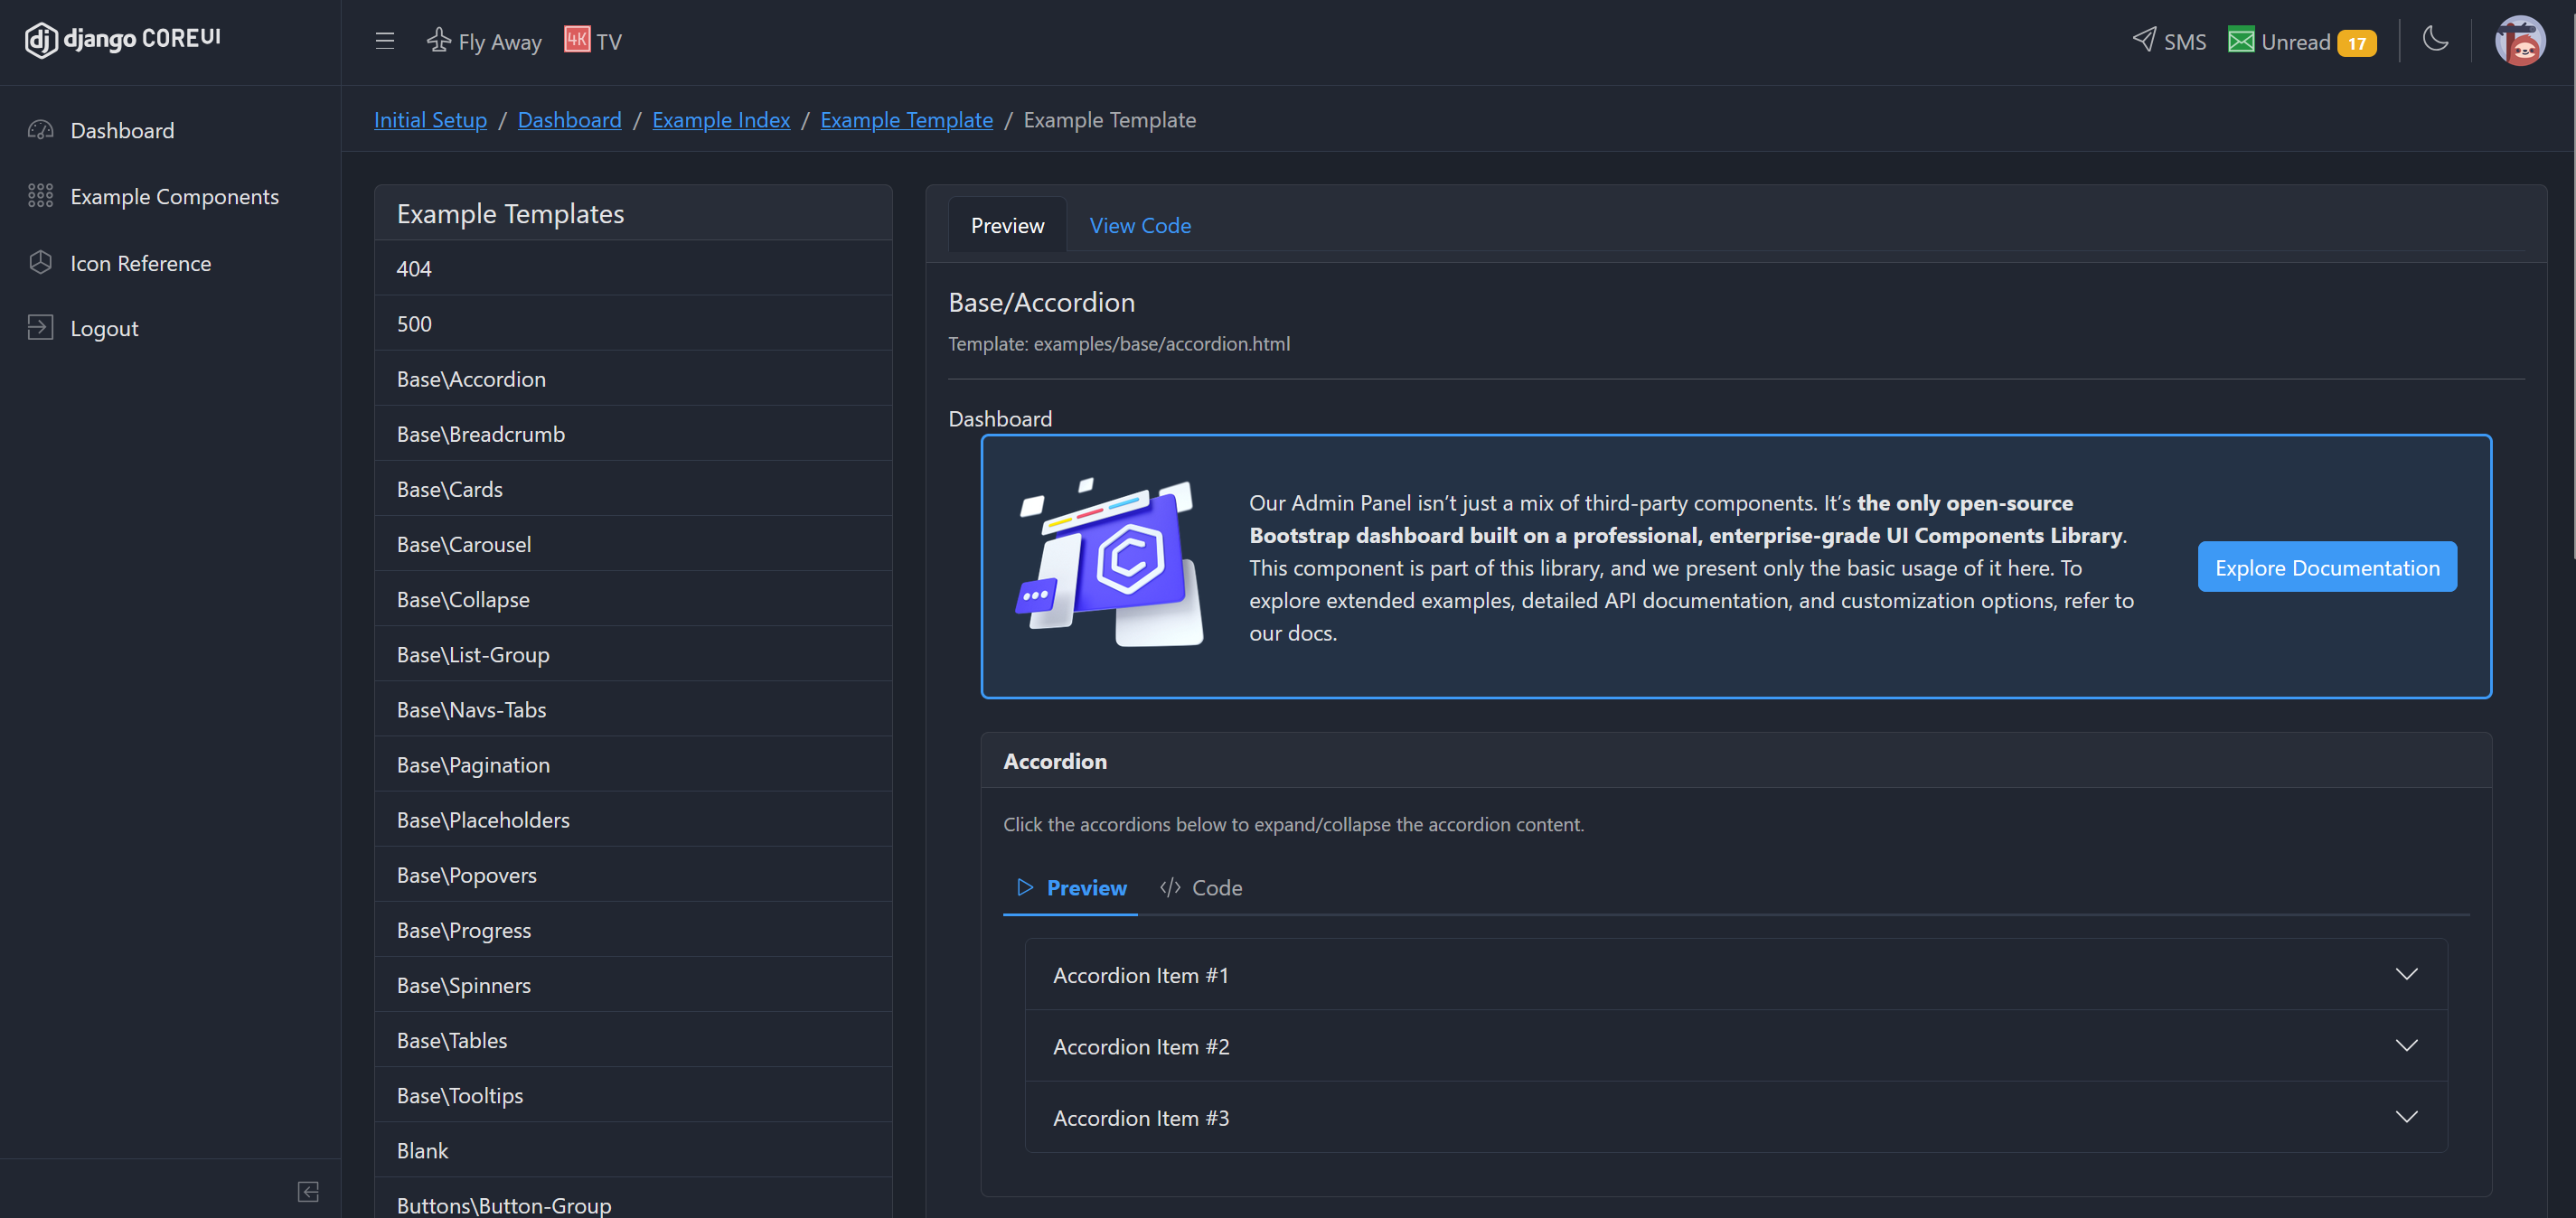 dj django COREUI
Fly Away
4K TV
SMS
Unread 17
Dashboard
Example Components
Icon Reference
Logout
Initial Setup / Dashboard / Example Index / Example Template / Example Template
Example Templates
404
500
Base\Accordion
Base\Breadcrumb
Base\Cards
Base\Carousel
Base\Collapse
Base\List-Group
Base\Navs-Tabs
Base\Pagination
Base\Placeholders
Base\Popovers
Base\Progress
Base\Spinners
Base\Tables
Base\Tooltips
Blank
Buttons\Button-Group
Preview
View Code
Base/Accordion
Template: examples/base/accordion.html
Dashboard
Our Admin Panel isn’t just a mix of third-party components. It’s the only open-source
Bootstrap dashboard built on a professional, enterprise-grade UI Components Library.
This component is part of this library, and we present only the basic usage of it here. To
explore extended examples, detailed API documentation, and customization options, refer to
our docs.
Explore Documentation
Accordion
Click the accordions below to expand/collapse the accordion content.
Preview
</> Code
Accordion Item #1
Accordion Item #2
Accordion Item #3